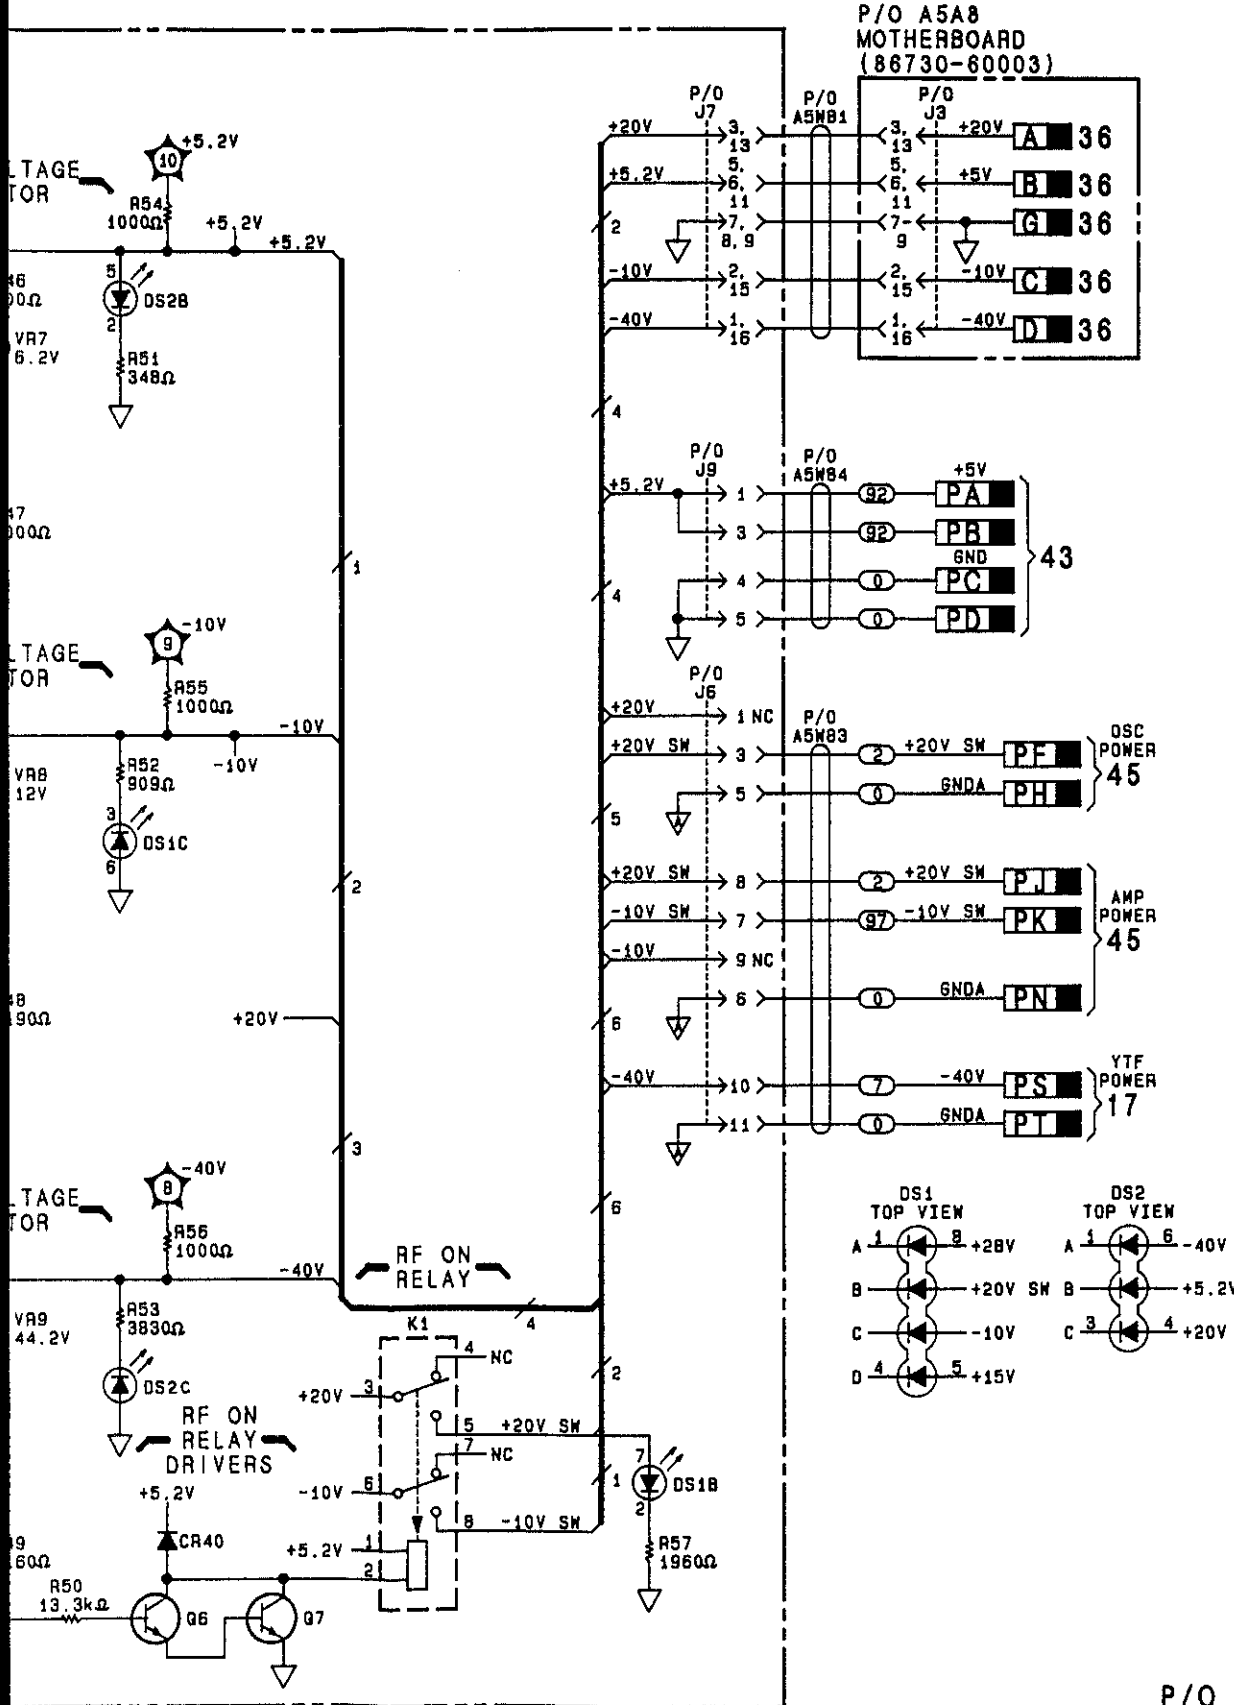 P/O A5A8
MOTHERBOARD
(86730-60003)
P/O
J7
P/O
A5W81
P/O
J3
+20V 3, 13 3, 13 +20V A 36
+5.2V 5, 6, 11 5, 6, 11 +5V B 36
7, 8, 9 7-9 G 36
-10V 2, 15 2, 15 -10V C 36
-40V 1, 16 1, 16 -40V D 36
2
4
LTAGE
TOR
10 +5.2V
R54
1000Ω
+5.2V
+5.2V
5
DS2B
2
R51
348Ω
VR7
6.2V
P/O
J9
P/O
A5W84
+5V
+5.2V 1 92 PA
3 92 PB
GND
4 0 PC
5 0 PD
43
1
4
LTAGE
TOR
9 -10V
R55
1000Ω
-10V
-10V
R52
909Ω
3
DS1C
6
VR8
12V
P/O
J6
P/O
A5W83
+20V 1 NC
+20V SW 3 2 +20V SW PF
5 0 GNDA PH
OSC
POWER
45
5
2
+20V SW 8 2 +20V SW PJ
-10V SW 7 97 -10V SW PK
-10V 9 NC
6 0 GNDA PN
AMP
POWER
45
+20V
6
-40V 10 7 -40V PS
11 0 GNDA PT
YTF
POWER
17
3
6
LTAGE
TOR
8 -40V
R56
1000Ω
-40V
R53
3830Ω
DS2C
VR9
44.2V
RF ON
RELAY
4
DS1
TOP VIEW
A 1 8 +28V
B +20V SW
C -10V
D 4 5 +15V
DS2
TOP VIEW
A 1 6 -40V
B +5.2V
C 3 4 +20V
K1
4 NC
+20V 3
5 +20V SW
7 NC
-10V 6
8 -10V SW
+5.2V 1
2
2
1
7
DS1B
2
R57
1960Ω
RF ON
RELAY
DRIVERS
+5.2V
CR40
R50
13.3kΩ
Q6
Q7
P/O